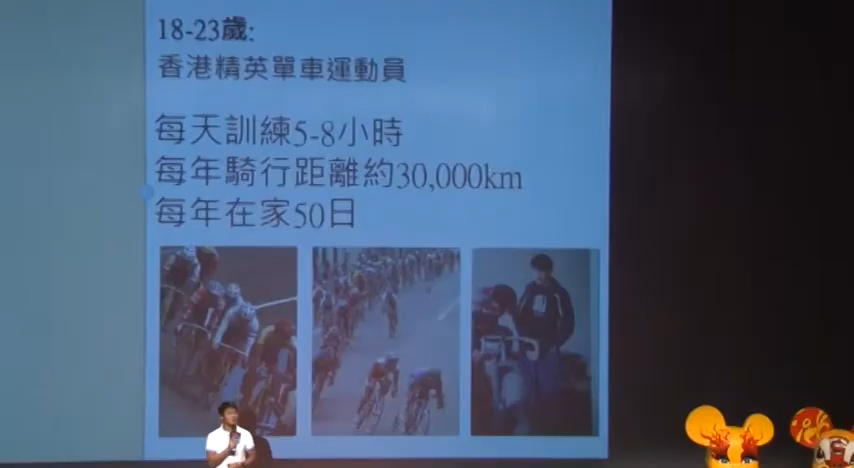 18-23歲:
香港精英單車運動員
每天訓練5-8小時
每年騎行距離約30,000km
每年在家50日